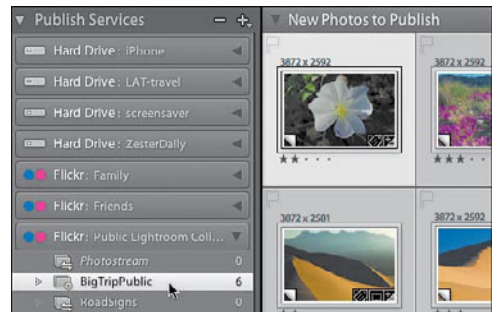 Publish Services
New Photos to Publish
Hard Drive: iPhone
Hard Drive: LAT-travel
Hard Drive: screensaver
Hard Drive: ZesterDaily
Flickr: Family
Flickr: Friends
Flickr: Public Lightroom Coll...
Photostream 0
BigTripPublic 6
RoadSigns 0
3872 x 2592
3872 x 2592
3872 x 2581
3872 x 2592